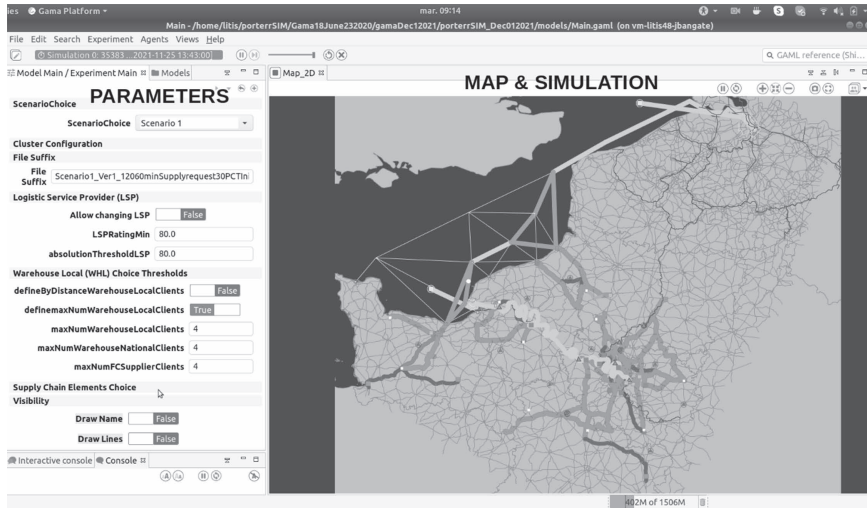 ies Gama Platform mar. 09:14
Main - /home/litis/porterrSIM/Gama18June232020/gamaDec12021/porterrSIM_Dec012021/models/Main.gaml (on vm-litis48-jbangate)
File Edit Search Experiment Agents Views Help
Simulation 0: 35383 ...2021-11-25 13:43:00
GAML reference (Shi...
Model Main / Experiment Main Models
Map_2D
PARAMETERS
MAP & SIMULATION
ScenarioChoice
ScenarioChoice Scenario 1
Cluster Configuration
File Suffix
File Suffix Scenario1_Ver1_12060minSupplyrequest30PCTIni
Logistic Service Provider (LSP)
Allow changing LSP False
LSPRatingMin 80.0
absolutionThresholdLSP 80.0
Warehouse Local (WHL) Choice Thresholds
defineByDistanceWarehouseLocalClients False
definemaxNumWarehouseLocalClients True
maxNumWarehouseLocalClients 4
maxNumWarehouseNationalClients 4
maxNumFCSupplierClients 4
Supply Chain Elements Choice
Visibility
Draw Name False
Draw Lines False
Interactive console Console
402M of 1506M